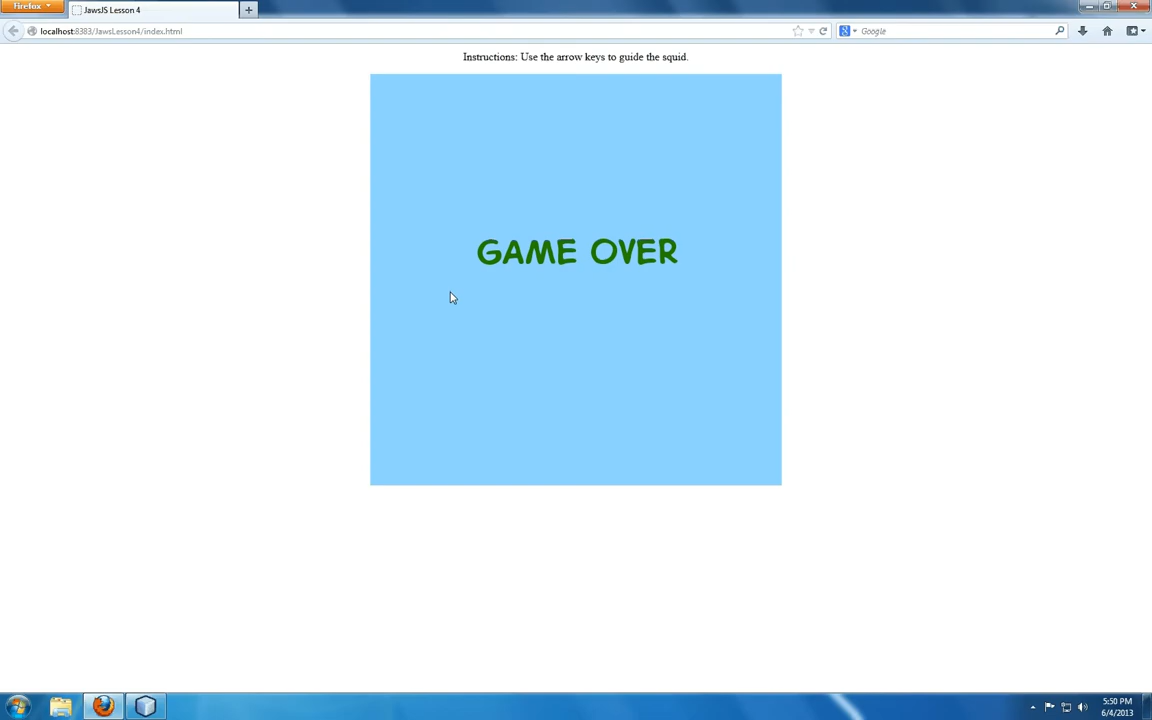 Firefox
JawsJS Lesson 4
localhost:8383/JawsLesson4/index.html
Google
Instructions: Use the arrow keys to guide the squid.
GAME OVER
5:50 PM
6/4/2013